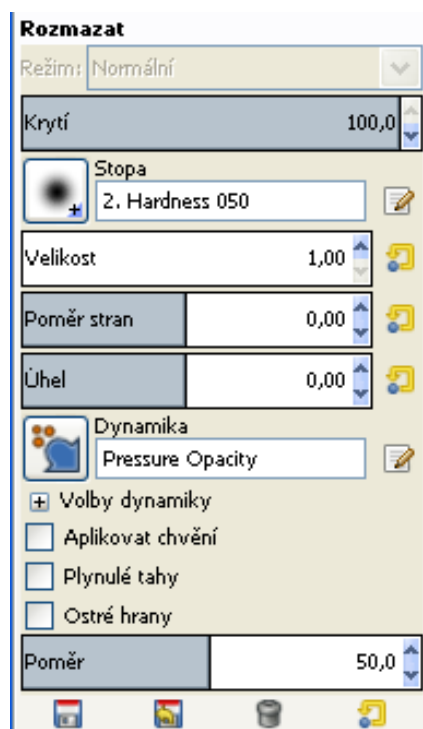 Rozmazat
Režim: Normální
Krytí 100,0
Stopa
2. Hardness 050
Velikost 1,00
Poměr stran 0,00
Úhel 0,00
Dynamika
Pressure Opacity
Volby dynamiky
Aplikovat chvění
Plynulé tahy
Ostré hrany
Poměr 50,0